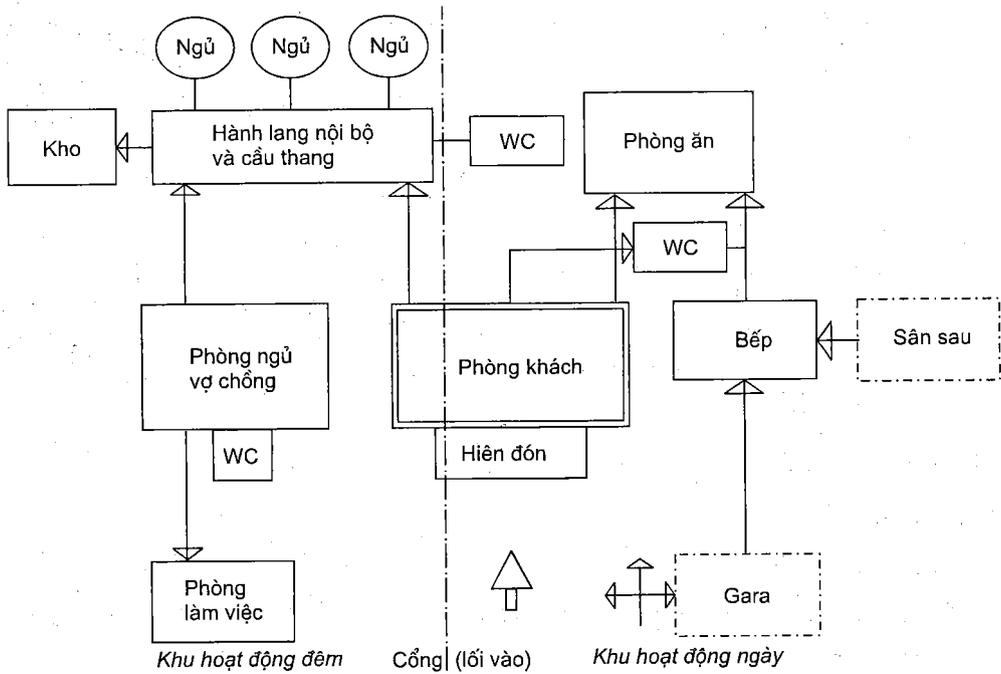 Ngủ
Ngủ
Ngủ
Kho
Hành lang nội bộ
và cầu thang
WC
Phòng ăn
WC
Phòng ngủ
vợ chồng
WC
Phòng khách
Hiên đón
Bếp
Sân sau
Phòng
làm việc
Gara
Khu hoạt động đêm
Cổng (lối vào)
Khu hoạt động ngày